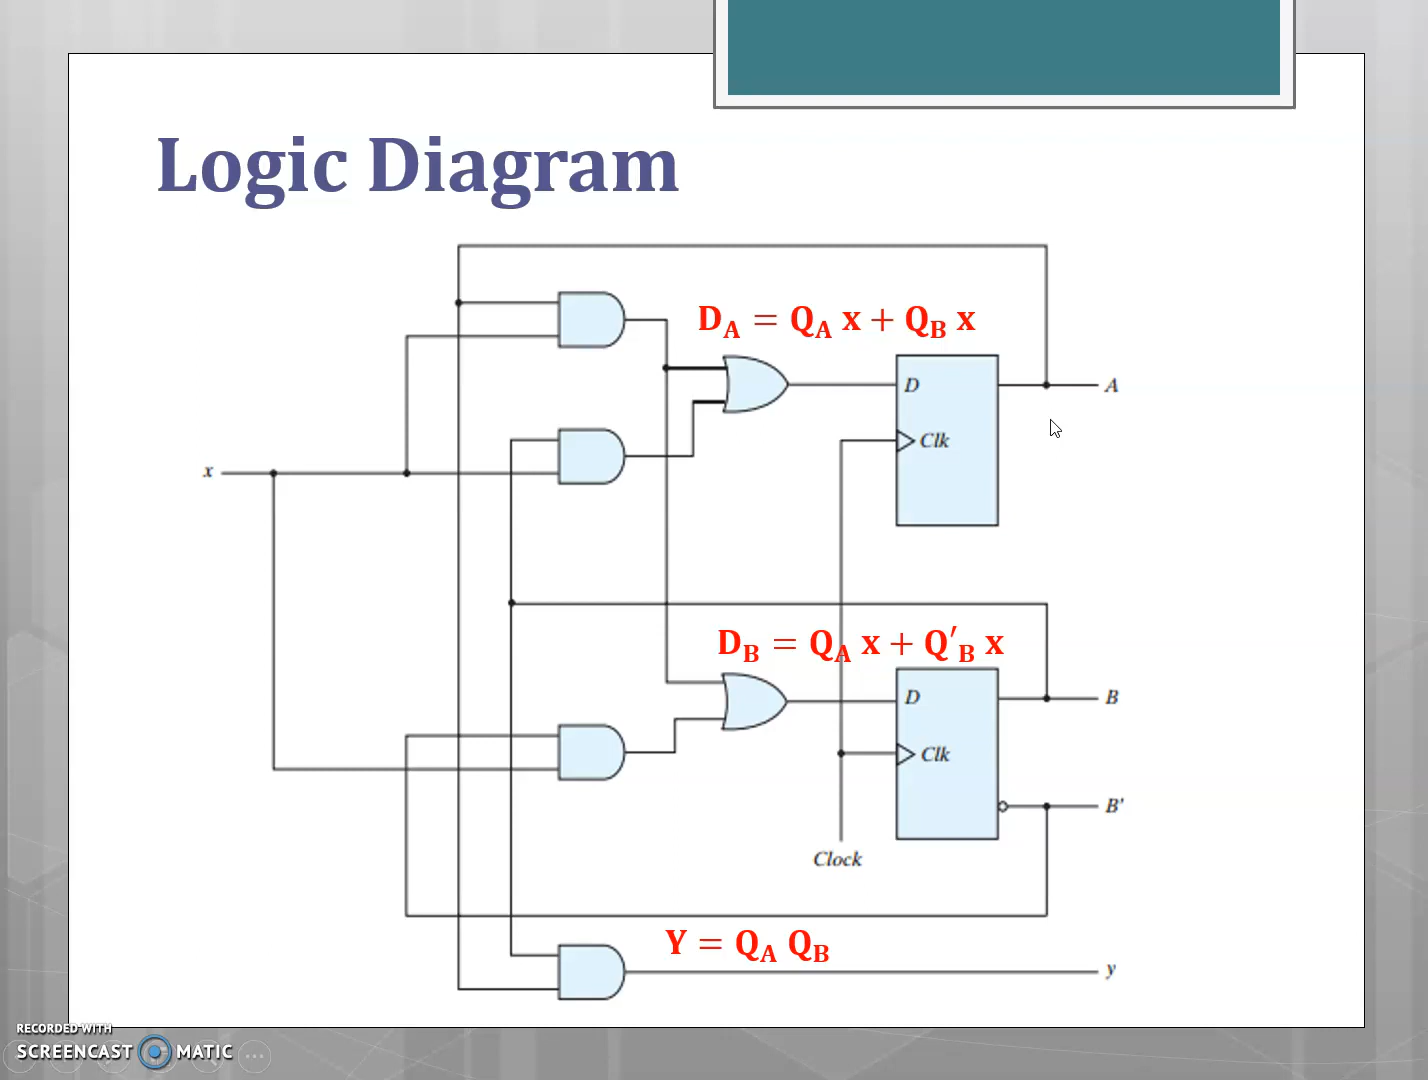 Logic Diagram
D_A = Q_A x + Q_B x
D
A
Clk
x
D_B = Q_A x + Q′_B x
D
B
Clk
B'
Clock
Y = Q_A Q_B
y
RECORDED WITH
SCREENCAST MATIC